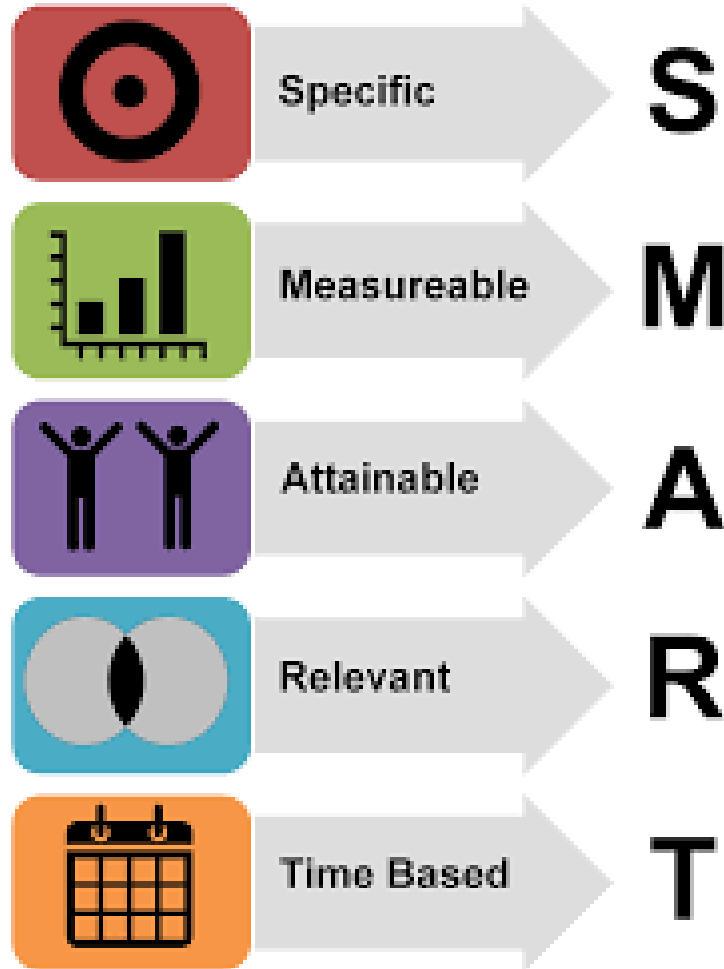 Specific S
Measureable M
Attainable A
Relevant R
Time Based T